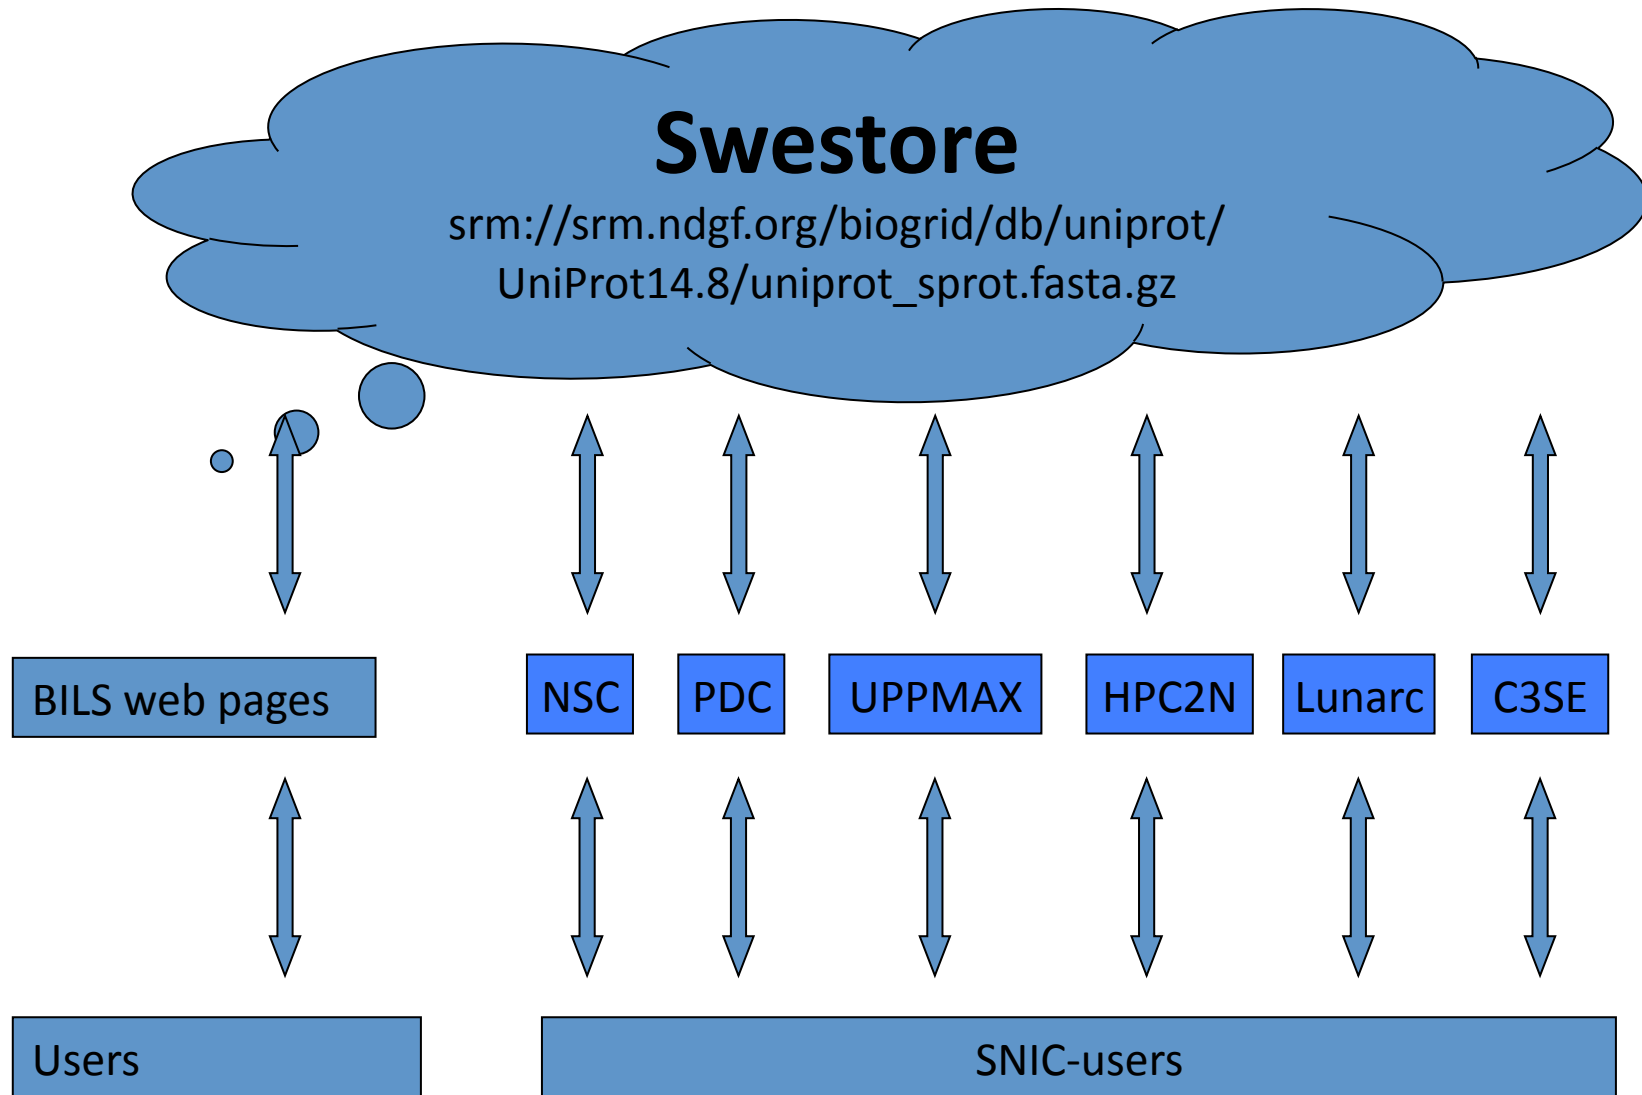 Swestore
srm://srm.ndgf.org/biogrid/db/uniprot/
UniProt14.8/uniprot_sprot.fasta.gz
BILS web pages
NSC
PDC
UPPMAX
HPC2N
Lunarc
C3SE
Users
SNIC-users